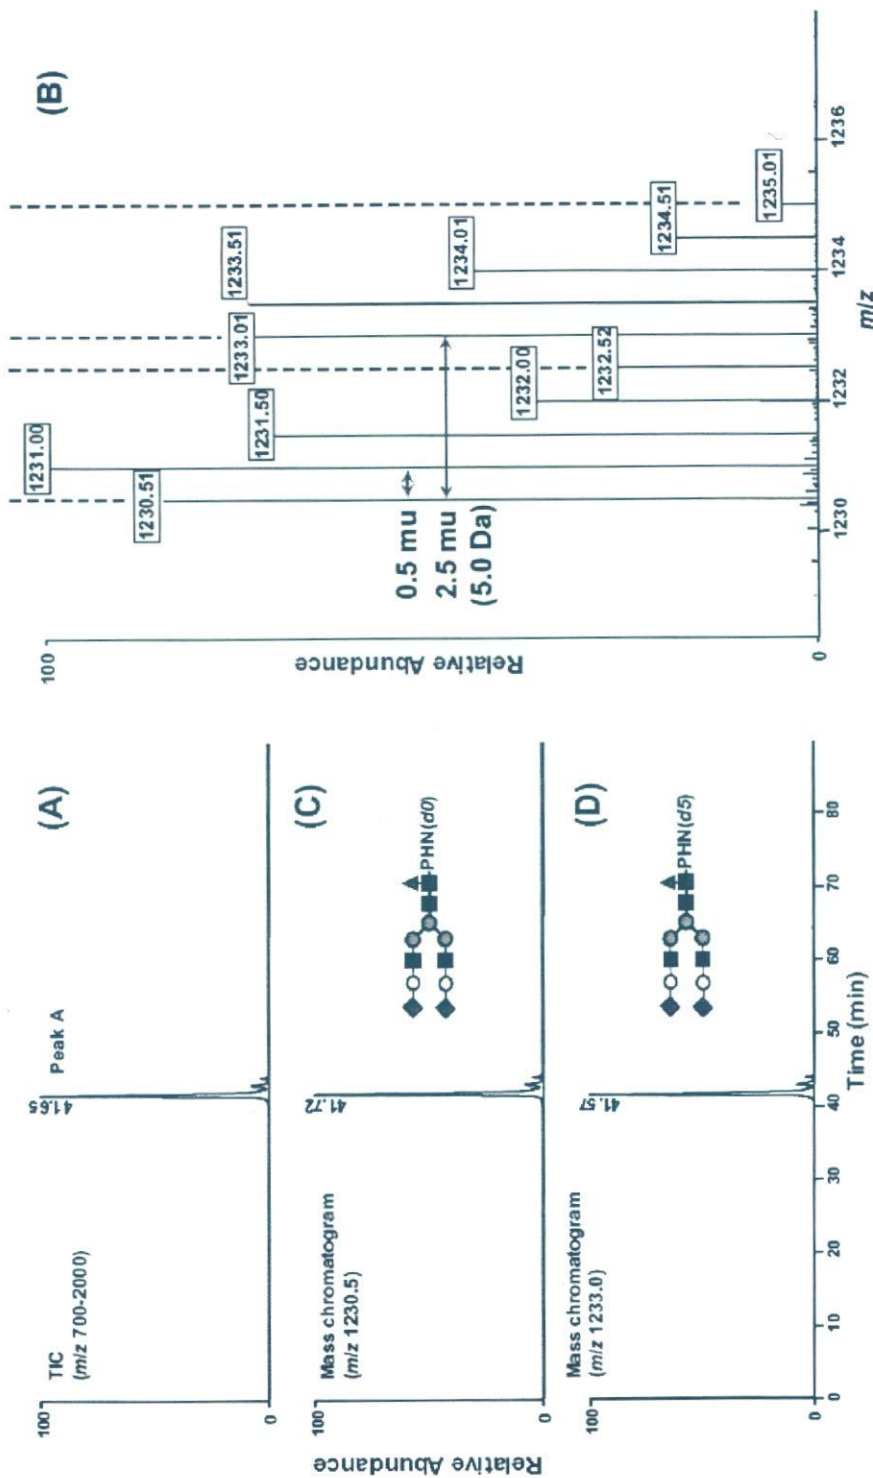 (A)
TIC
(m/z 700-2000)
41.65
Peak A
100
0
(C)
Mass chromatogram
(m/z 1230.5)
41.72
PHN(d0)
100
0
(D)
Mass chromatogram
(m/z 1233.0)
41.57
PHN(d5)
100
0
0 10 20 30 40 50 60 70 80
Time (min)
Relative Abundance
(B)
1230.51
1231.00
1231.50
1232.00
1232.52
1233.01
1233.51
1234.01
1234.51
1235.01
0.5 mu
2.5 mu
(5.0 Da)
100
0
Relative Abundance
1230 1232 1234 1236
m/z